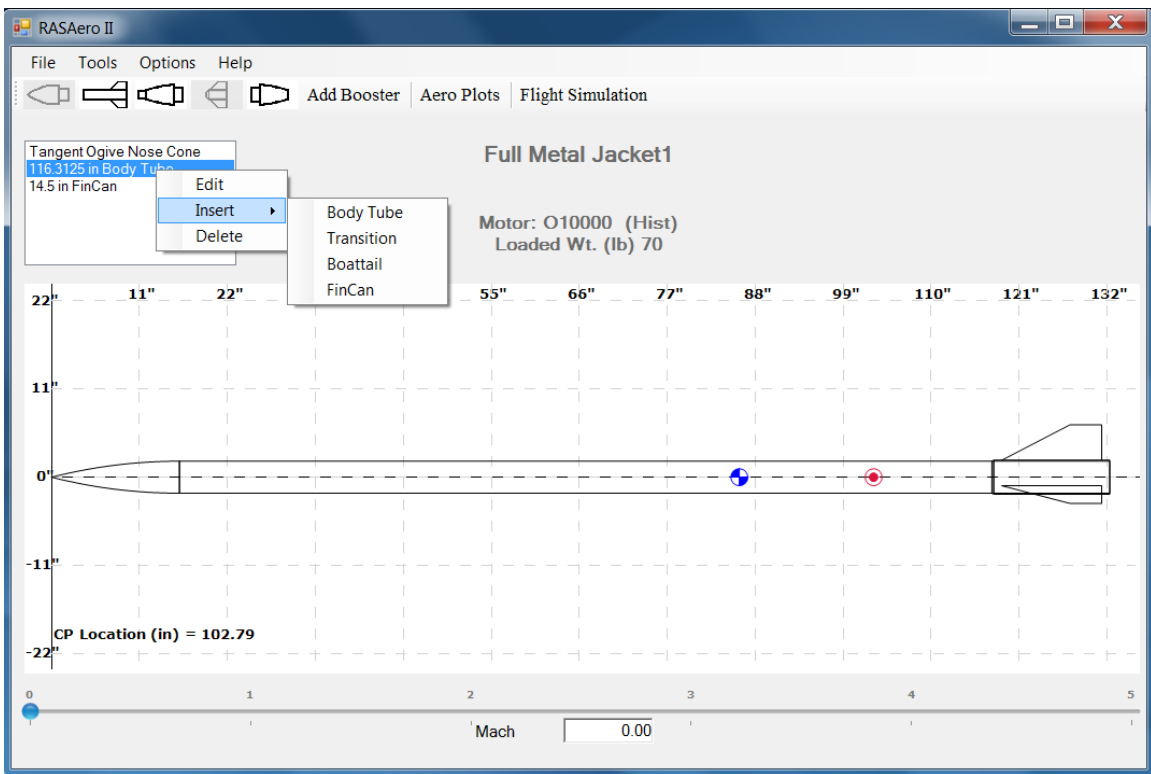 RASAero II
File Tools Options Help
Add Booster Aero Plots Flight Simulation
Tangent Ogive Nose Cone
116.3125 in Body Tube
14.5 in FinCan
Edit
Insert
Delete
Body Tube
Transition
Boattail
FinCan
Full Metal Jacket1
Motor: O10000 (Hist)
Loaded Wt. (lb) 70
22" 11" 22" 55" 66" 77" 88" 99" 110" 121" 132"
11"
0"
-11"
CP Location (in) = 102.79
-22"
0 1 2 3 4 5
Mach 0.00